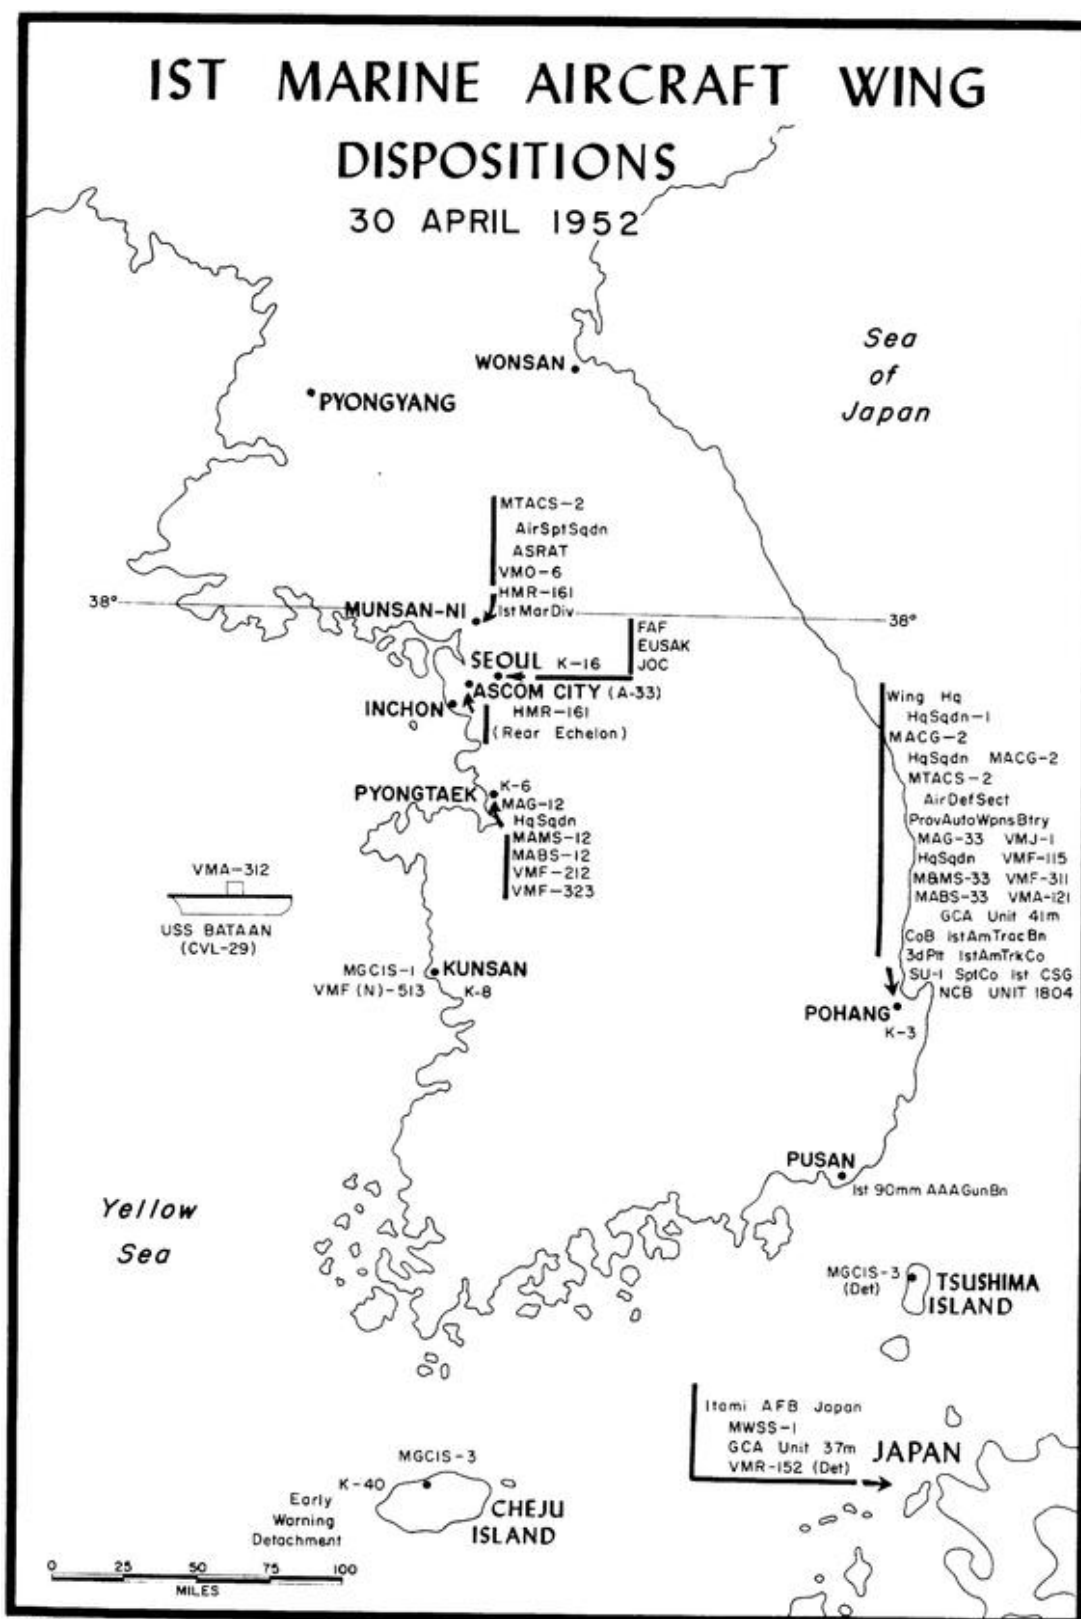 1ST MARINE AIRCRAFT WING
DISPOSITIONS
30 APRIL 1952
Sea
of
Japan
WONSAN
PYONGYANG
MTACS-2
AirSptSqdn
ASRAT
VMO-6
HMR-161
1stMarDiv
38°
38°
MUNSAN-NI
FAF
EUSAK
JOC
SEOUL K-16
ASCOM CITY (A-33)
INCHON
HMR-161
(Rear Echelon)
Wing Hq
HqSqdn-1
MACG-2
HqSqdn MACG-2
MTACS-2
AirDefSect
ProvAutoWpnsBtry
MAG-33 VMJ-1
HqSqdn VMF-115
M&MS-33 VMF-311
MABS-33 VMA-121
GCA Unit 41m
CoB 1stAmTracBn
3dPlt 1stAmTrkCo
SU-1 SptCo 1st CSG
NCB UNIT 1804
POHANG
K-3
K-6
PYONGTAEK
MAG-12
HqSqdn
MAMS-12
MABS-12
VMF-212
VMF-323
VMA-312
USS BATAAN
(CVL-29)
MGCIS-1
KUNSAN
VMF(N)-513
K-8
PUSAN
1st 90mm AAAGunBn
Yellow
Sea
MGCIS-3
(Det)
TSUSHIMA
ISLAND
Itami AFB Japan
MWSS-1
GCA Unit 37m
VMR-152 (Det)
JAPAN
MGCIS-3
K-40
Early
Warning
Detachment
CHEJU
ISLAND
0 25 50 75 100
MILES